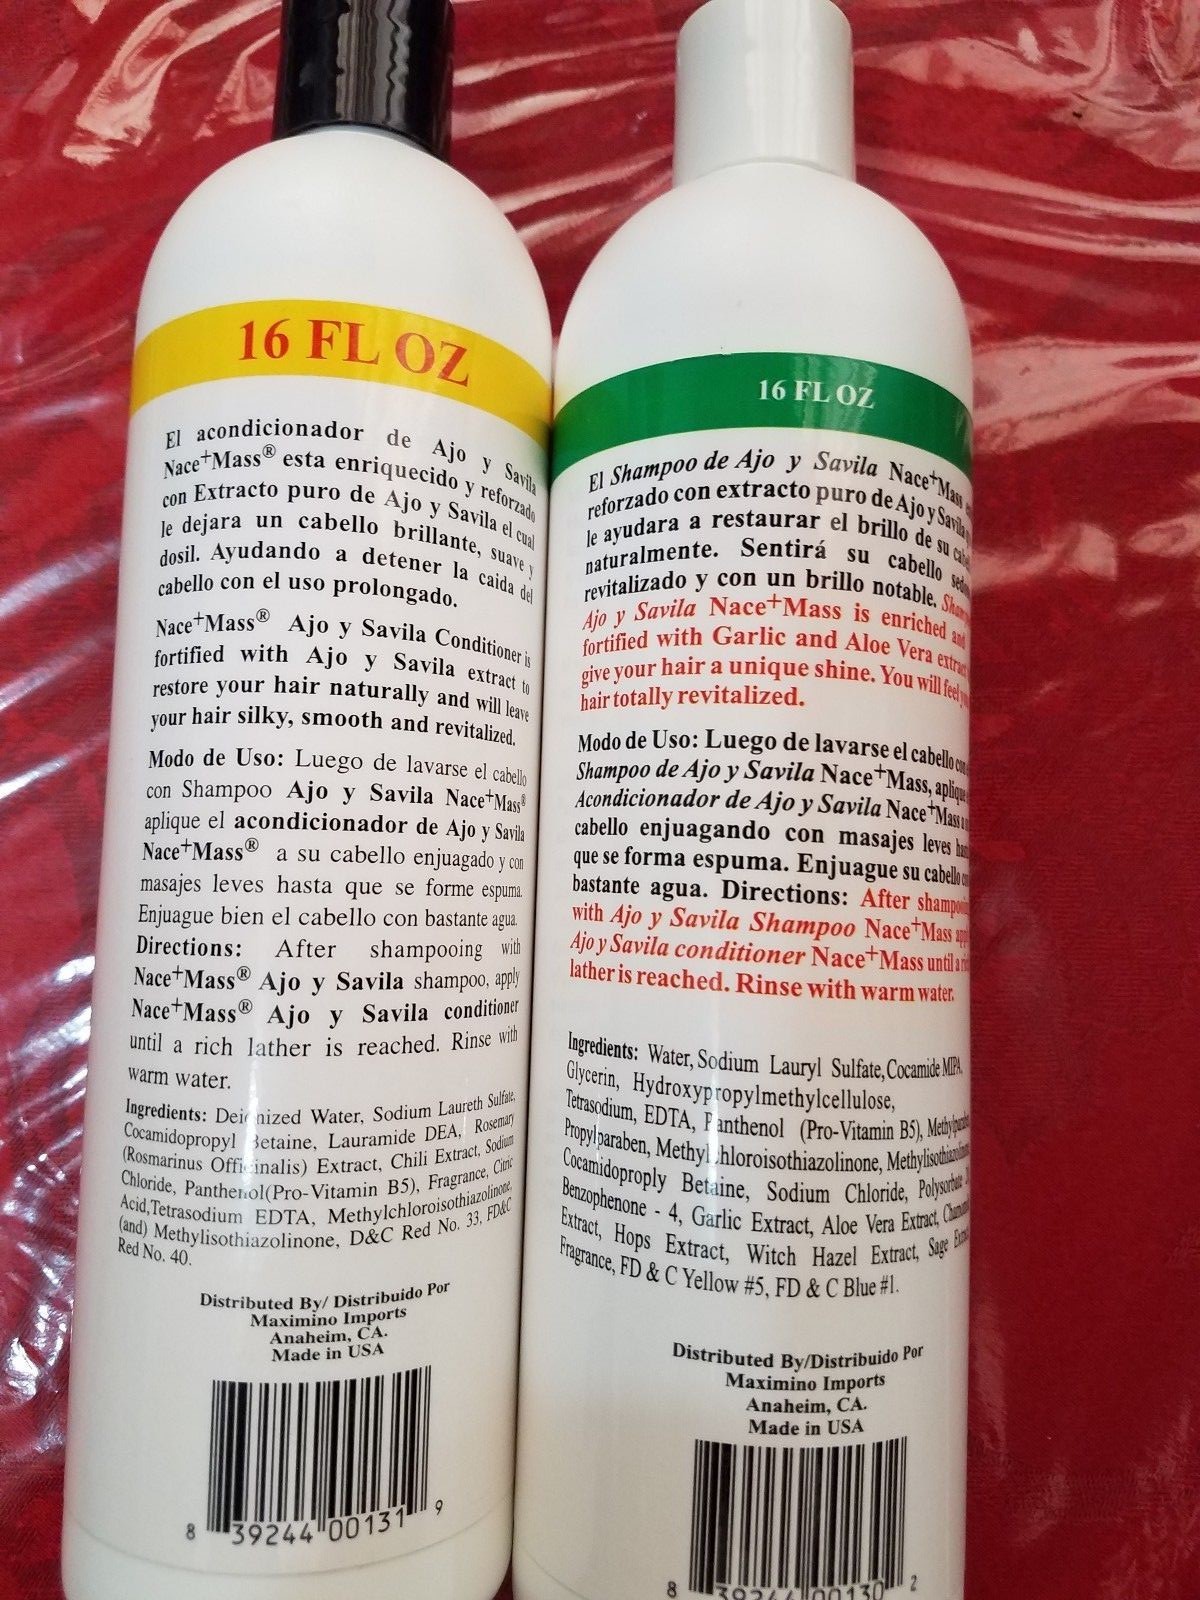 16 FL OZ
El acondicionador de Ajo y Savila
Nace+Mass® esta enriquecido y reforzado
con Extracto puro de Ajo y Savila el cual
le dejara un cabello brillante, suave y
dosil. Ayudando a detener la caida del
cabello con el uso prolongado.
Nace+Mass® Ajo y Savila Conditioner is
fortified with Ajo y Savila extract to
restore your hair naturally and will leave
your hair silky, smooth and revitalized.
Modo de Uso: Luego de lavarse el cabello
con Shampoo Ajo y Savila Nace+Mass®
aplique el acondicionador de Ajo y Savila
Nace+Mass® a su cabello enjuagado y con
masajes leves hasta que se forme espuma.
Enjuague bien el cabello con bastante agua.
Directions: After shampooing with
Nace+Mass® Ajo y Savila shampoo, apply
Nace+Mass® Ajo y Savila conditioner
until a rich lather is reached. Rinse with
warm water.
Ingredients: Deionized Water, Sodium Laureth Sulfate,
Cocamidopropyl Betaine, Lauramide DEA, Rosemary
(Rosmarinus Officinalis) Extract, Chili Extract, Sodium
Chloride, Panthenol(Pro-Vitamin B5), Fragrance, Citric
Acid,Tetrasodium EDTA, Methylchloroisothiazolinone,
(and) Methylisothiazolinone, D&C Red No. 33, FD&C
Red No. 40.
Distributed By/ Distribuido Por
Maximino Imports
Anaheim, CA.
Made in USA
8 39244 00131 9
16 FL OZ
El Shampoo de Ajo y Savila Nace+Mass
reforzado con extracto puro de Ajo y Savila
le ayudara a restaurar el brillo de su
naturalmente. Sentirá su cabello
revitalizado y con un brillo notable.
Ajo y Savila Nace+Mass is enriched and
fortified with Garlic and Aloe Vera
give your hair a unique shine. You will feel
hair totally revitalized.
Modo de Uso: Luego de lavarse el cabello
Shampoo de Ajo y Savila Nace+Mass,
Acondicionador de Ajo y Savila Nace+Mass
cabello enjuagando con masajes leves
que se forma espuma. Enjuague su cabello
bastante agua. Directions: After
with Ajo y Savila Shampoo Nace+Mass
Ajo y Savila conditioner Nace+Mass until a
lather is reached. Rinse with warm water.
Ingredients: Water, Sodium Lauryl Sulfate, Cocamide MIPA,
Glycerin, Hydroxypropylmethylcellulose,
Tetrasodium, EDTA, Panthenol (Pro-Vitamin B5),
Propylparaben, Methylchloroisothiazolinone,
Cocamidoproply Betaine, Sodium Chloride, Polysorbate
Benzophenone - 4, Garlic Extract, Aloe Vera Extract,
Extract, Hops Extract, Witch Hazel Extract, Sage
Fragrance, FD & C Yellow #5, FD & C Blue #1.
Distributed By/Distribuido Por
Maximino Imports
Anaheim, CA.
Made in USA
8 39244 00130 2